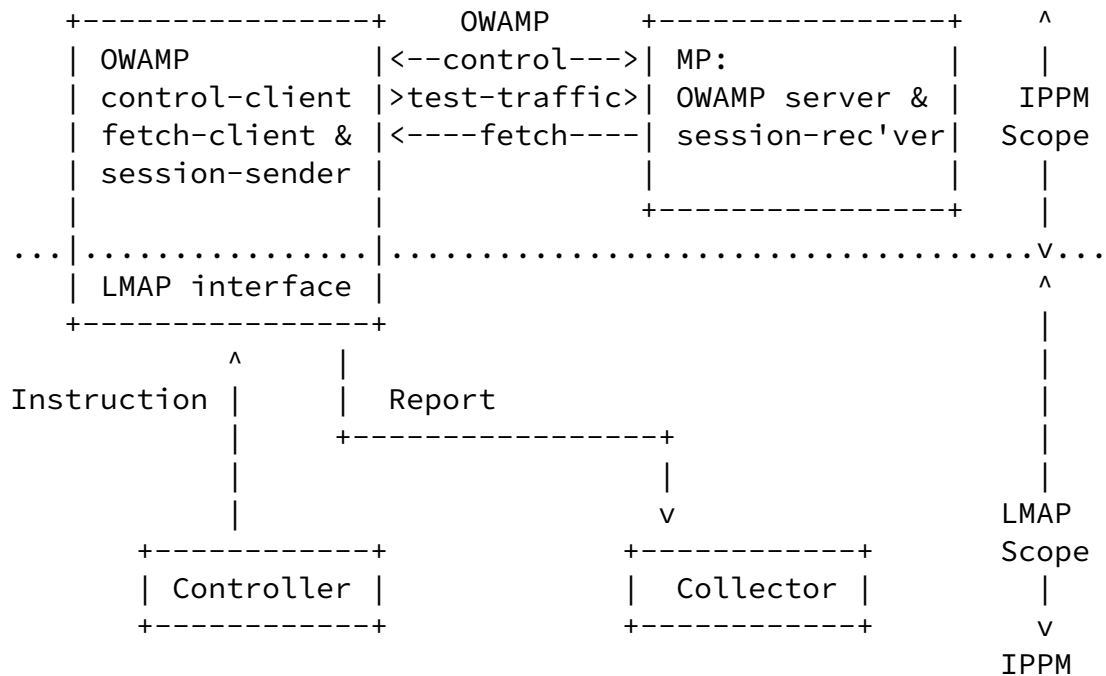 +----------------+    OWAMP     +----------------+    ^
| OWAMP          |<--control--->| MP:            |    |
| control-client |>test-traffic>| OWAMP server & |   IPPM
| fetch-client & |<----fetch----| session-rec'ver|  Scope
| session-sender |              |                |    |
|                |              +----------------+    |
...|................|......................................v...
| LMAP interface |                                    ^
+----------------+                                    |
^     |                                        |
Instruction |     |  Report                                |
|     +-----------------+                      |
|                       |                      |
|                       v                     LMAP
+------------+          +----------+         Scope
| Controller |          |  Collector |           |
+------------+          +----------+           v
IPPM